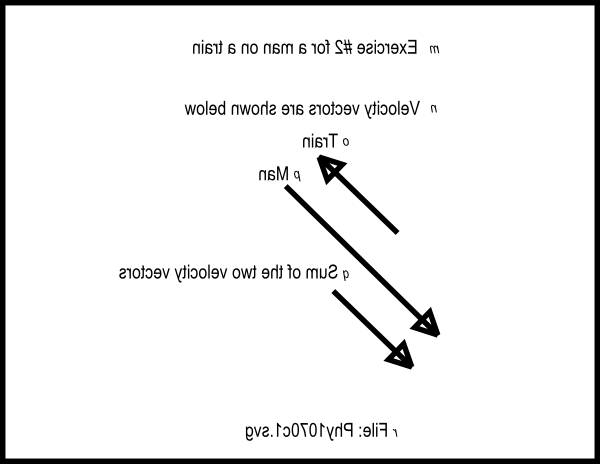 m Exercise #2 for a man on a train
n Velocity vectors are shown below
o Train
p Man
q Sum of the two velocity vectors
r File: Phy1070c1.svg